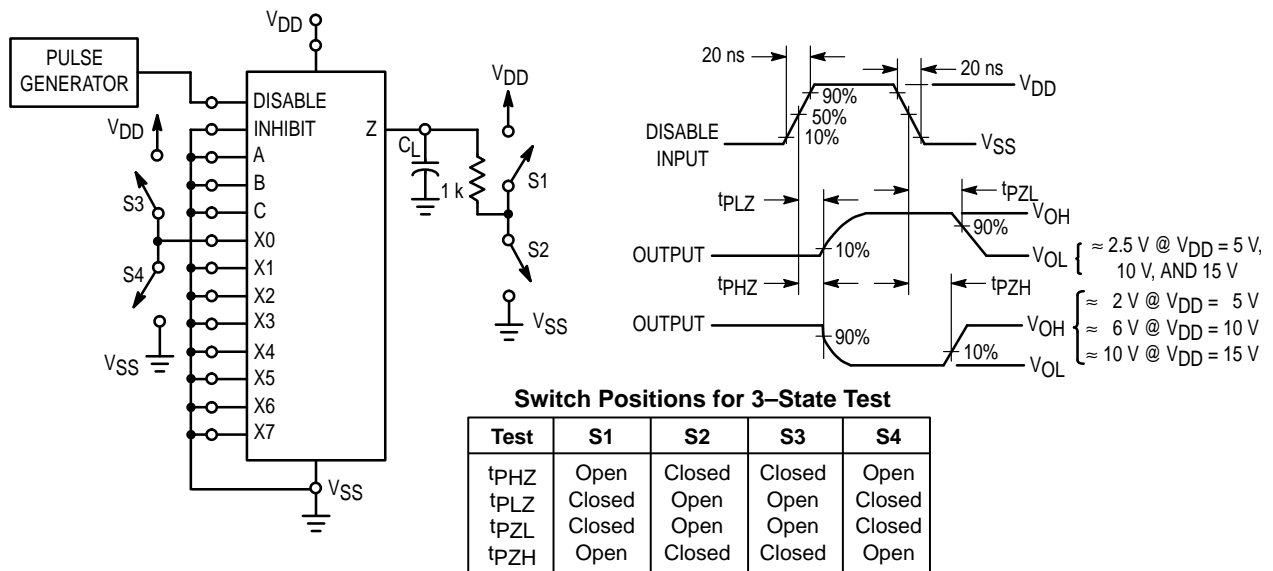 VDD
PULSE
GENERATOR
VDD
DISABLE
INHIBIT
A
B
C
X0
X1
X2
X3
X4
X5
X6
X7
Z
S3
S4
VSS
VSS
CL
1 k
VDD
S1
S2
VSS
20 ns
20 ns
VDD
90%
50%
10%
DISABLE
INPUT
VSS
tPLZ
tPZL
VOH
90%
OUTPUT
10%
VOL
≈ 2.5 V @ VDD = 5 V,
10 V, AND 15 V
tPHZ
tPZH
OUTPUT
90%
VOH
10%
VOL
≈ 2 V @ VDD = 5 V
≈ 6 V @ VDD = 10 V
≈ 10 V @ VDD = 15 V
Switch Positions for 3–State Test
Test S1 S2 S3 S4
tPHZ Open Closed Closed Open
tPLZ Closed Open Open Closed
tPZL Closed Open Open Closed
tPZH Open Closed Closed Open